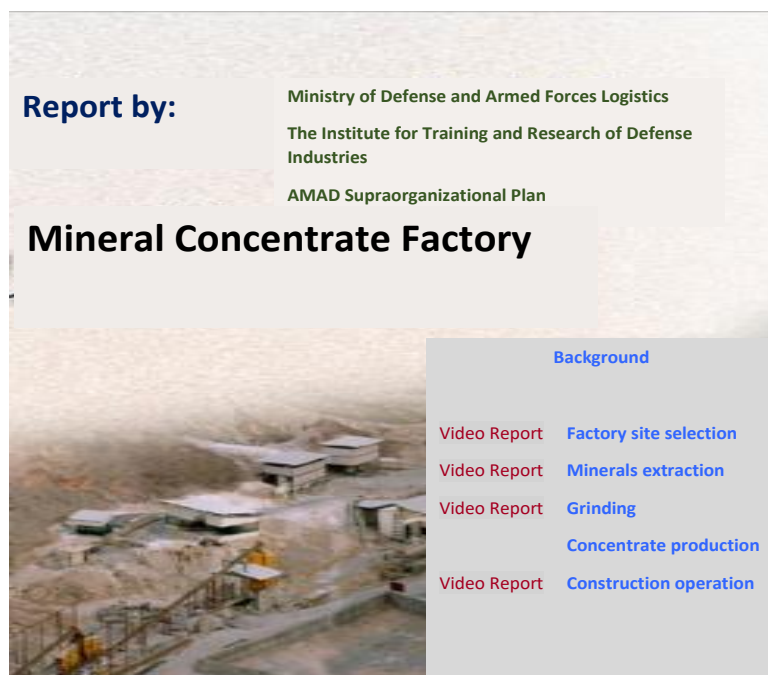 Report by:
Ministry of Defense and Armed Forces Logistics
The Institute for Training and Research of Defense
Industries
AMAD Supraorganizational Plan
Mineral Concentrate Factory
Background
Video Report Factory site selection
Video Report Minerals extraction
Video Report Grinding
Concentrate production
Video Report Construction operation